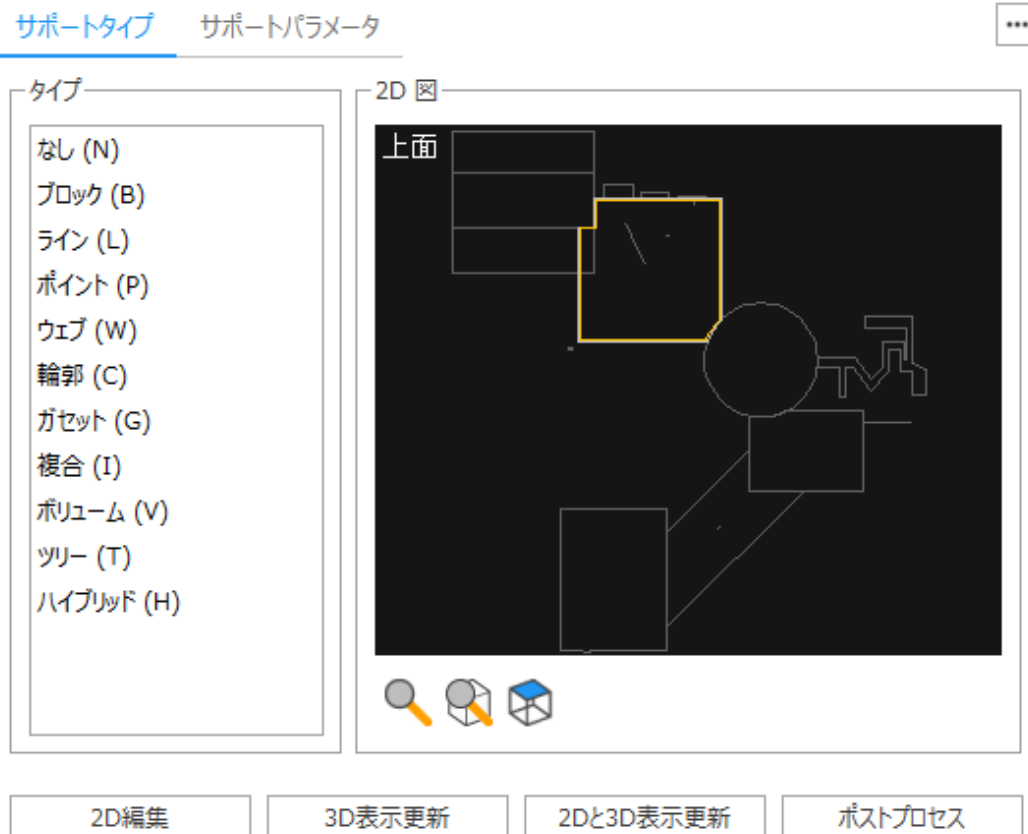 サポートタイプ サポートパラメータ ...
タイプ
なし (N)
ブロック (B)
ライン (L)
ポイント (P)
ウェブ (W)
輪郭 (C)
ガセット (G)
複合 (I)
ボリューム (V)
ツリー (T)
ハイブリッド (H)
2D 図
上面
2D編集 3D表示更新 2Dと3D表示更新 ポストプロセス